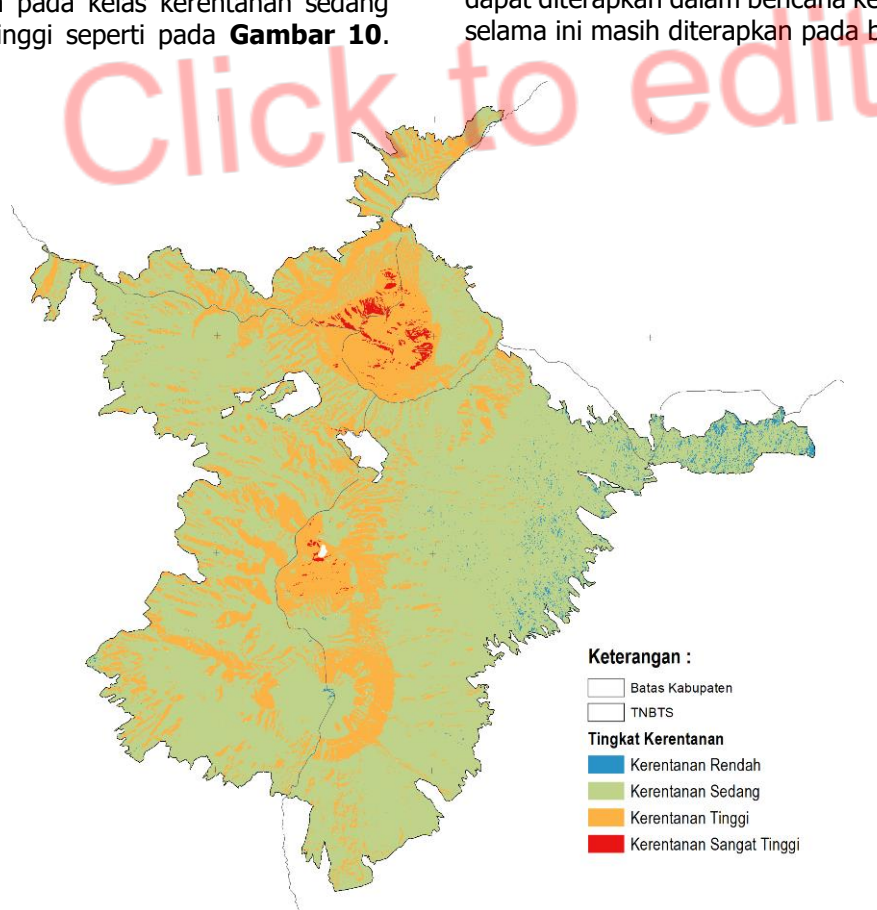 pada kelas kerentanan sedang
inggi seperti pada Gambar 10.
dapat diterapkan dalam bencana ke
selama ini masih diterapkan pada b
Click to edit
Keterangan :
Batas Kabupaten
TNBTS
Tingkat Kerentanan
Kerentanan Rendah
Kerentanan Sedang
Kerentanan Tinggi
Kerentanan Sangat Tinggi